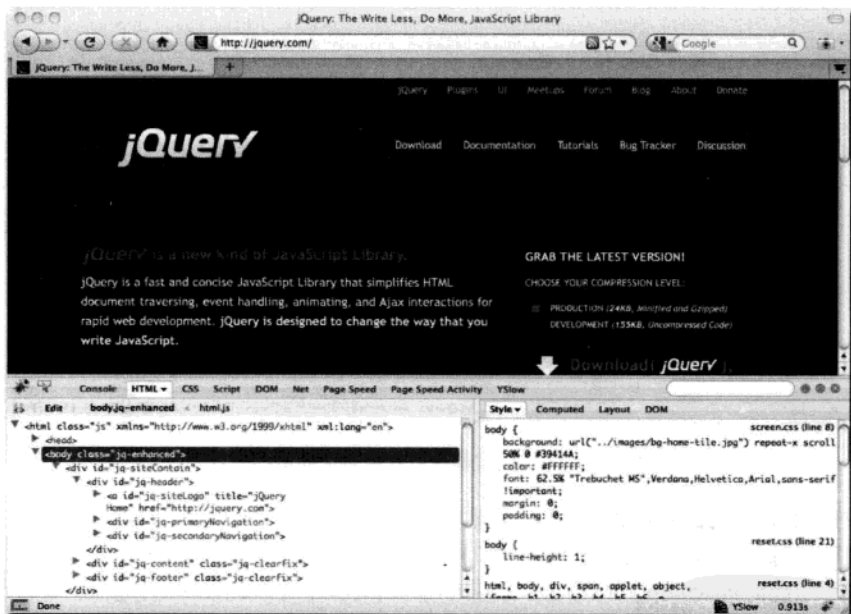 jQuery: The Write Less, Do More, JavaScript Library
http://jquery.com/
Google
jQuery: The Write Less, Do More, J...
jQuery Plugins UI Meetups Forum Blog About Donate
jQuery
Download Documentation Tutorials Bug Tracker Discussion
jQuery is a new kind of JavaScript Library.
jQuery is a fast and concise JavaScript Library that simplifies HTML
document traversing, event handling, animating, and Ajax interactions for
rapid web development. jQuery is designed to change the way that you
write JavaScript.
GRAB THE LATEST VERSION!
CHOOSE YOUR COMPRESSION LEVEL:
PRODUCTION (24KB, Minified and Gzipped)
DEVELOPMENT (155KB, Uncompressed Code)
Download( jQuery );
Console HTML CSS Script DOM Net Page Speed Page Speed Activity YSlow
Edit body.jq-enhanced < html.js
<html class="js" xmlns="http://www.w3.org/1999/xhtml" xml:lang="en">
<head>
<body class="jq-enhanced">
<div id="jq-siteContain">
<div id="jq-header">
<a id="jq-siteLogo" title="jQuery
Home" href="http://jquery.com">
<div id="jq-primaryNavigation">
<div id="jq-secondaryNavigation">
</div>
<div id="jq-content" class="jq-clearfix">
<div id="jq-footer" class="jq-clearfix">
</div>
Style Computed Layout DOM
body { screen.css (line 8)
background: url("../images/bg-home-tile.jpg") repeat-x scroll
50% 0 #39414A;
color: #FFFFFF;
font: 62.5% "Trebuchet MS",Verdana,Helvetica,Arial,sans-serif
!important;
margin: 0;
padding: 0;
}
body { reset.css (line 21)
line-height: 1;
}
html, body, div, span, applet, object, reset.css (line 4)
iframe, h1, h2, h3, h4, h5, h6, p,
Done
YSlow 0.913s